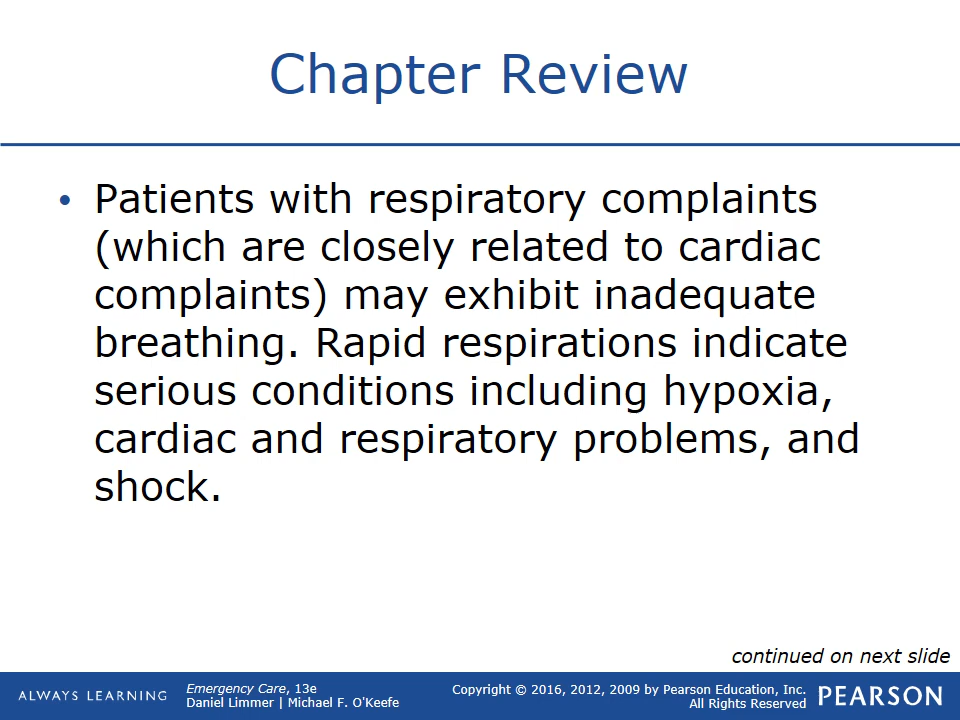 Chapter Review
• Patients with respiratory complaints
(which are closely related to cardiac
complaints) may exhibit inadequate
breathing. Rapid respirations indicate
serious conditions including hypoxia,
cardiac and respiratory problems, and
shock.
continued on next slide
ALWAYS LEARNING
Emergency Care, 13e
Daniel Limmer | Michael F. O'Keefe
Copyright © 2016, 2012, 2009 by Pearson Education, Inc.
All Rights Reserved
PEARSON